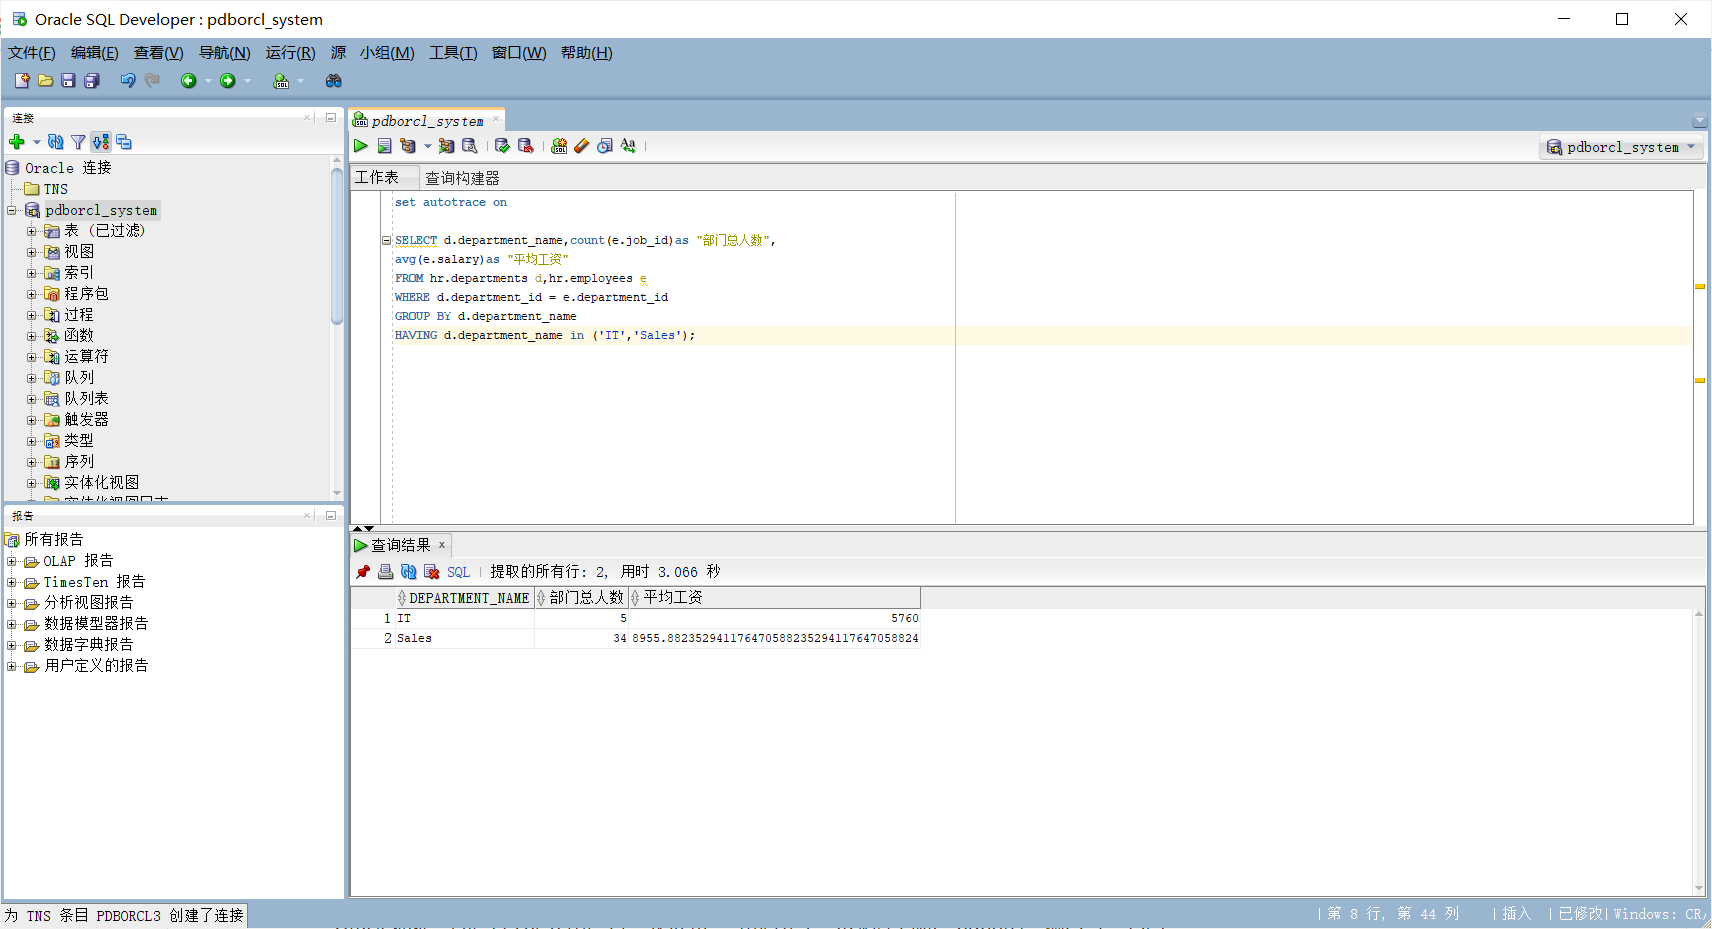 Oracle SQL Developer : pdborcl_system
文件(F) 编辑(E) 查看(V) 导航(N) 运行(R) 源 小组(M) 工具(T) 窗口(W) 帮助(H)
连接
Oracle 连接
TNS
pdborcl_system
表 (已过滤)
视图
索引
程序包
过程
函数
运算符
队列
队列表
触发器
类型
序列
实体化视图
实体化视图日志
报告
所有报告
OLAP 报告
TimesTen 报告
分析视图报告
数据模型器报告
数据字典报告
用户定义的报告
pdborcl_system
pdborcl_system
工作表 查询构建器
set autotrace on
SELECT d.department_name,count(e.job_id)as "部门总人数",
avg(e.salary)as "平均工资"
FROM hr.departments d,hr.employees e
WHERE d.department_id = e.department_id
GROUP BY d.department_name
HAVING d.department_name in ('IT','Sales');
查询结果
SQL | 提取的所有行: 2, 用时 3.066 秒
DEPARTMENT_NAME 部门总人数 平均工资
1 IT 5 5760
2 Sales 34 8955.88235294117647058823529411764705882​4
为 TNS 条目 PDBORCL3 创建了连接
| 第 8 行, 第 44 列 | 插入 | 已修改| Windows: CR/